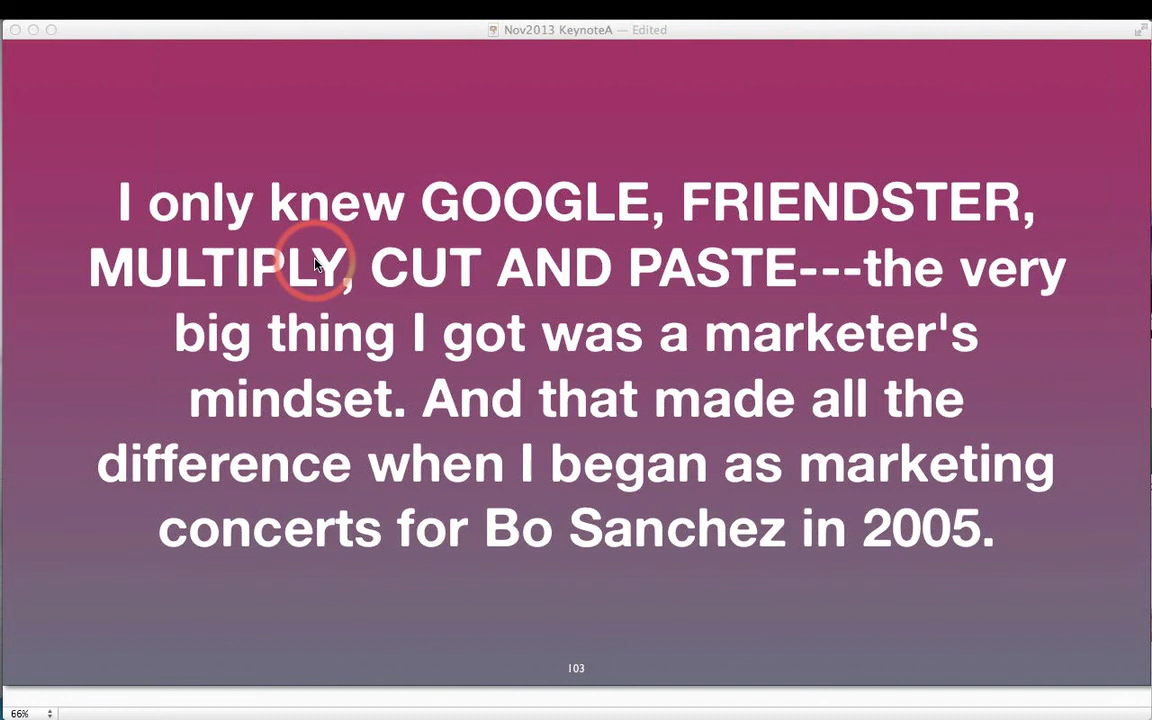 Nov2013 KeynoteA — Edited
I only knew GOOGLE, FRIENDSTER,
MULTIPLY, CUT AND PASTE---the very
big thing I got was a marketer's
mindset. And that made all the
difference when I began as marketing
concerts for Bo Sanchez in 2005.
103
66%